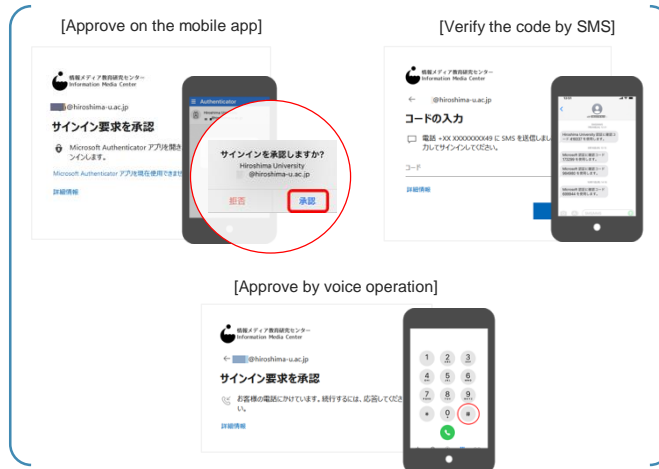 [Approve on the mobile app]
情報メディア教育研究センター
Information Media Center
@hiroshima-u.ac.jp
サインイン要求を承認
Microsoft Authenticator アプリを開き
ンインします。
Microsoft Authenticator アプリを現在使用できませ
詳細情報
Authenticator
サインインを承認しますか?
Hiroshima University
@hiroshima-u.ac.jp
拒否
承認
[Verify the code by SMS]
情報メディア教育研究センター
Information Media Center
← @hiroshima-u.ac.jp
コードの入力
電話 +XX XXXXXXXX49 に SMS を送信しまし
力してサインインしてください。
コード
詳細情報
[Approve by voice operation]
情報メディア教育研究センター
Information Media Center
← @hiroshima-u.ac.jp
サインイン要求を承認
お客様の電話にかけています。続行するには、応答してくださ
い。
詳細情報
1 2 3
4 5 6
7 8 9
* 0 #